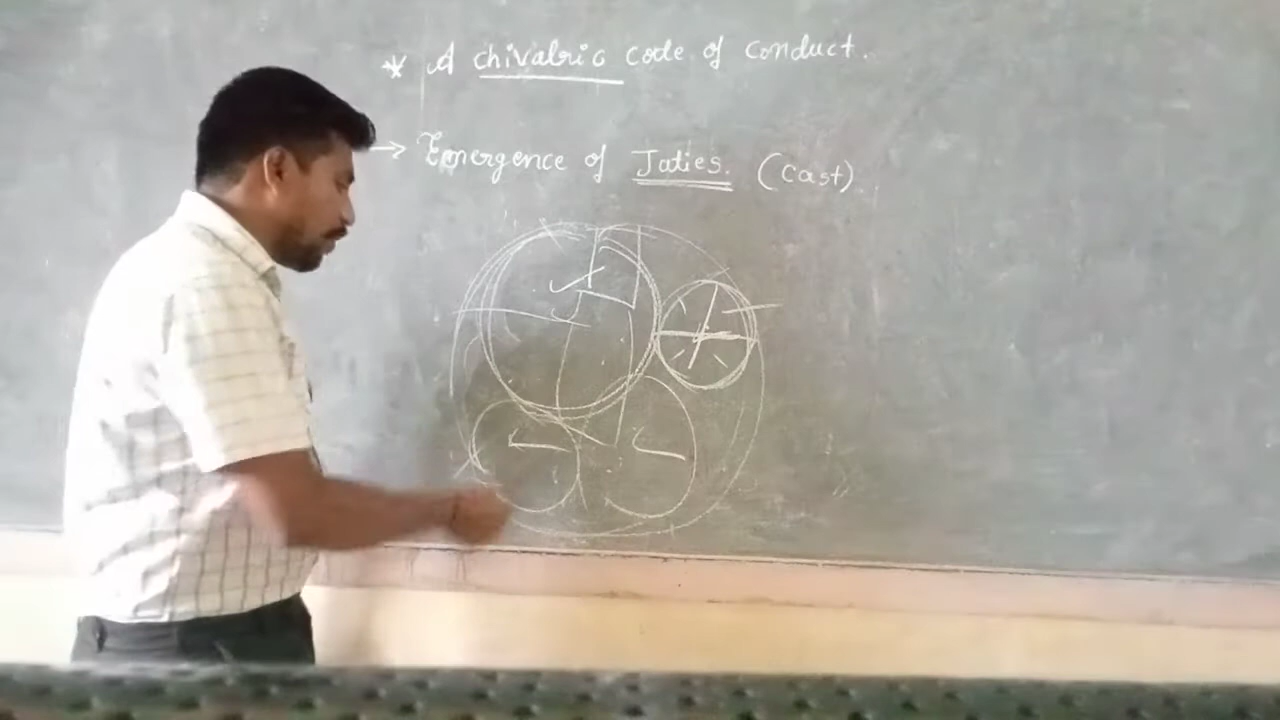 * A chivalric code of conduct.
→ Emergence of Jaties. (Cast).